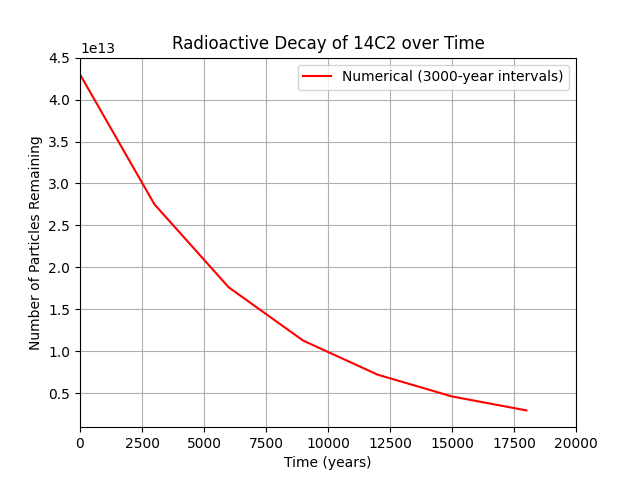 Radioactive Decay of 14C2 over Time
1e13
Numerical (3000-year intervals)
4.5
4.0
3.5
3.0
2.5
2.0
1.5
1.0
0.5
Number of Particles Remaining
0 2500 5000 7500 10000 12500 15000 17500 20000
Time (years)